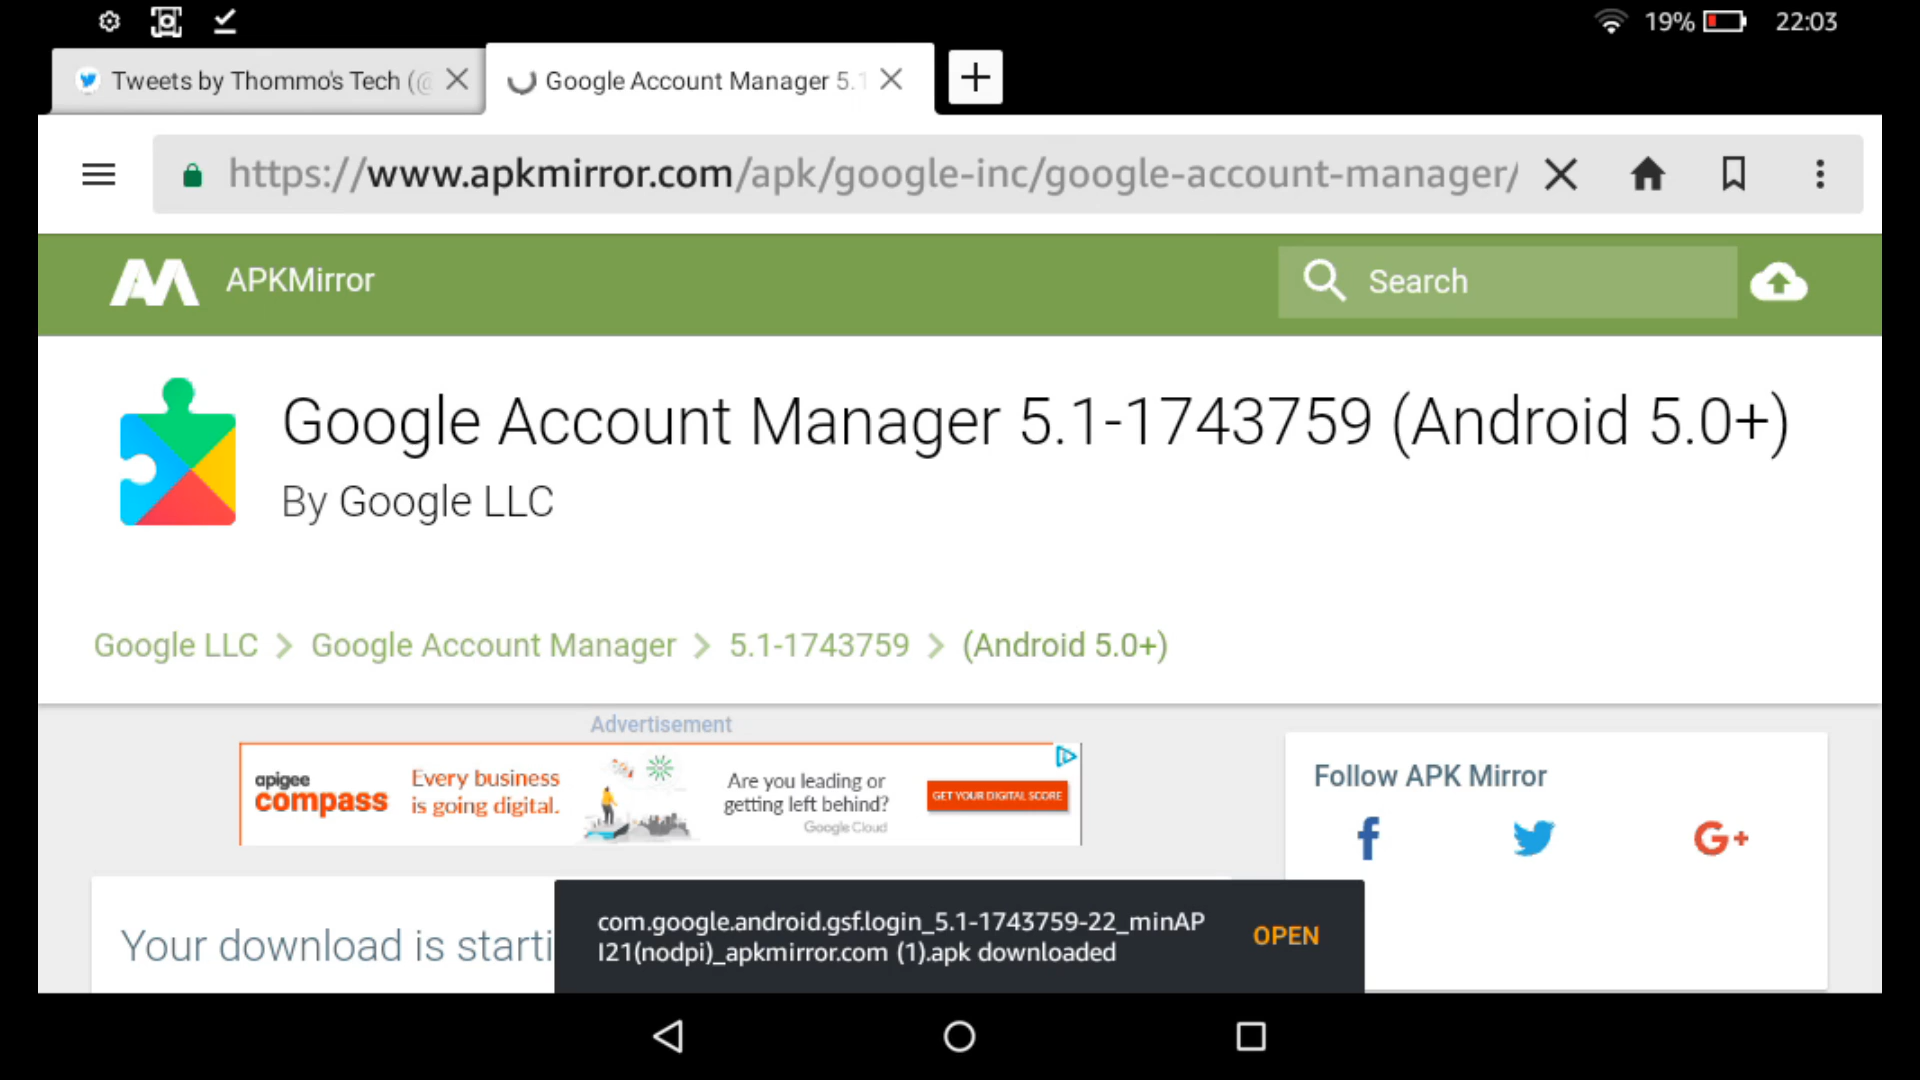 19% 22:03
Tweets by Thommo's Tech (@
Google Account Manager 5.1
https://www.apkmirror.com/apk/google-inc/google-account-manager/
APKMirror
Search
Google Account Manager 5.1-1743759 (Android 5.0+)
By Google LLC
Google LLC > Google Account Manager > 5.1-1743759 > (Android 5.0+)
Advertisement
apigee
compass
Every business
is going digital.
Are you leading or
getting left behind?
Google Cloud
GET YOUR DIGITAL SCORE
Follow APK Mirror
f
G+
Your download is starti
com.google.android.gsf.login_5.1-1743759-22_minAP
I21(nodpi)_apkmirror.com (1).apk downloaded
OPEN